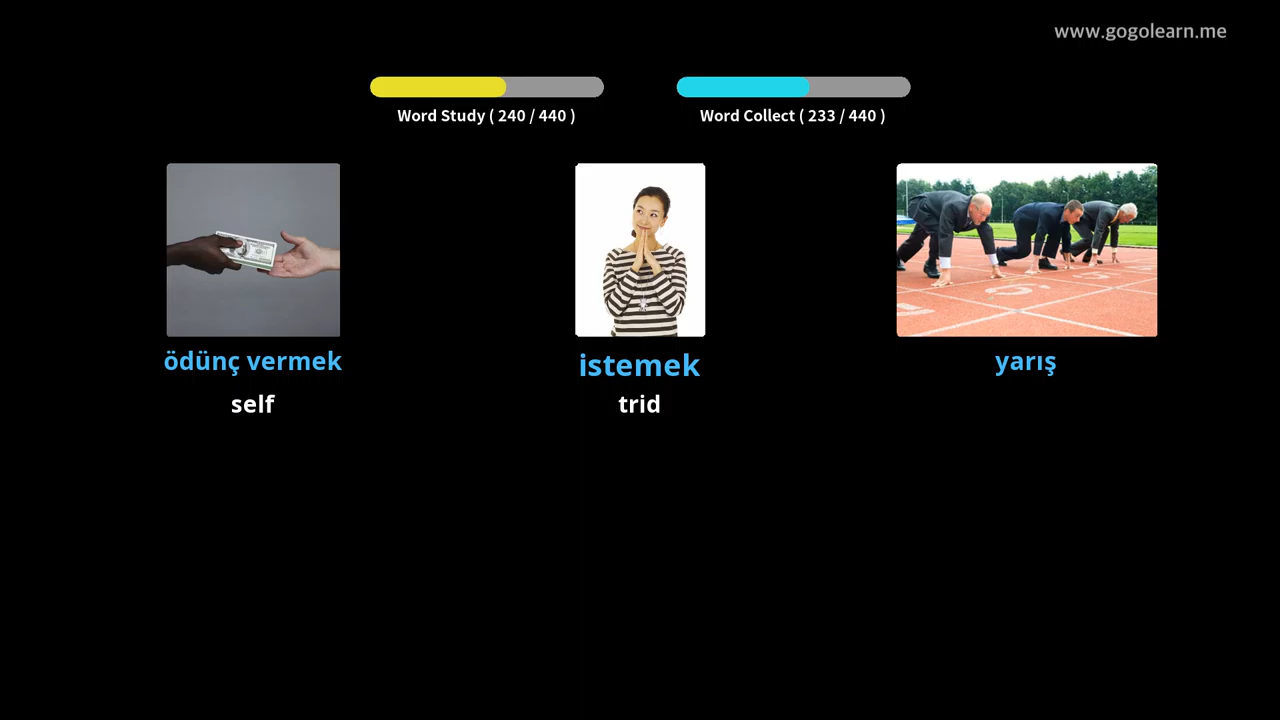 www.gogolearn.me
Word Study ( 240 / 440 )
Word Collect ( 233 / 440 )
ödünç vermek
istemek
yarış
self
trid